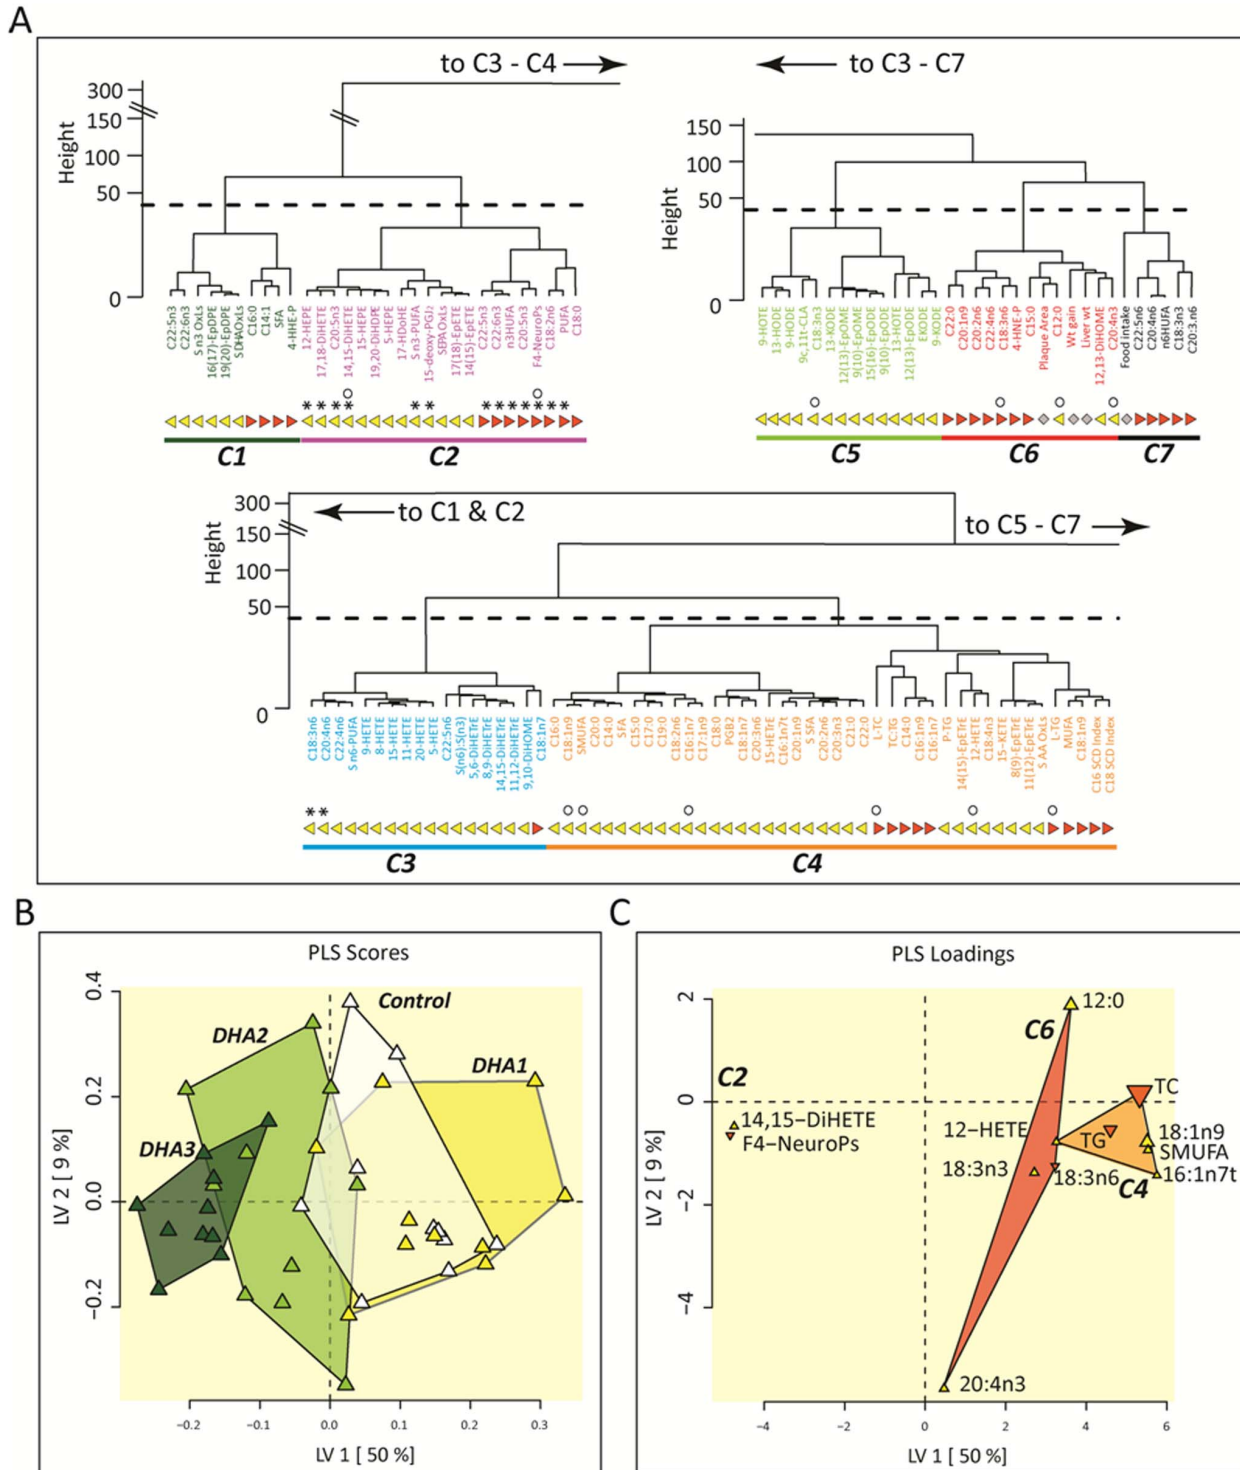 A
to C3 - C4
300
150
100
50
0
Height
C22:5n3
C22:6n3
S n3 OxLs
16(17)-EpDPE
19(20)-EpDPE
SDHAOxLs
C16:0
C14:1
SFA
4-HHE-P
12-HEPE
17,18-DiHETE
C20:5n3
14,15-DiHETE
15-HEPE
19,20-DiHDPE
5-HEPE
17-HDoHE
S n3-PUFA
15-deoxy-PGJ2
17(18)-EpETE
14(15)-EpETE
C22:5n3
C22:6n3
n3HUFA
C20:5n3
F4-NeuroPs
C18:2n6
PUFA
C18:0
C1
C2
to C3 - C7
150
100
50
0
Height
9-HOTE
13-HODE
9-HODE
9c,11t-CLA
C18:3n3
13-KODE
12(13)-EpOME
9(10)-EpOME
15(16)-EpODE
9(10)-EpODE
13-HOTE
12(13)-EpODE
EKODE
9-KODE
C22:0
C20:1n9
C20:2n6
C22:4n6
C18:3n6
4-HNE-P
C15:0
Plaque Area
C12:0
Wt gain
Liver wt
12,13-DiHOME
C20:4n3
Food intake
C22:5n6
C20:4n6
n6HUFA
C18:3n3
C20:3.n6
C5
C6
C7
to C1 & C2
to C5 - C7
300
150
100
50
0
Height
C18:3n6
C20:4n6
C22:4n6
S n6-PUFA
9-HETE
8-HETE
15-HETE
11-HETE
20-HETE
5-HETE
C22:5n6
S(n6):S(n3)
5,6-DiHETrE
8,9-DiHETrE
14,15-DiHETrE
11,12-DiHETrE
9,10-DiHOME
C18:1n7
C16:0
C18:1n9
SMUFA
C20:0
C14:0
SFA
C15:0
C17:0
C19:0
C18:2n6
C16:1n7
C17:1n9
C18:0
PGB2
C18:1n7
C20:3n6
15-HETrE
C16:1n7t
C20:1n9
S SFA
C20:2n6
C20:3n3
C21:0
C22:0
L-TC
TC:TG
C14:0
C16:1n9
C16:1n7
P-TG
14(15)-EpETrE
12-HETE
C18:4n3
15-KETE
8(9)-EpETrE
11(12)-EpETrE
S AA OxLs
L-TG
MUFA
C18:1n9
C16 SCD Index
C18 SCD Index
C3
C4
B
PLS Scores
0.4
0.2
0.0
−0.2
LV 2 [ 9 %]
Control
DHA2
DHA1
DHA3
−0.2
−0.1
0.0
0.1
0.2
0.3
LV 1 [ 50 %]
C
PLS Loadings
2
0
−2
−4
LV 2 [ 9 %]
12:0
C6
C2
TC
14,15−DiHETE
F4−NeuroPs
12−HETE
TG
18:1n9
SMUFA
18:3n3
18:3n6
16:1n7t
C4
20:4n3
−4
−2
0
2
4
6
LV 1 [ 50 %]